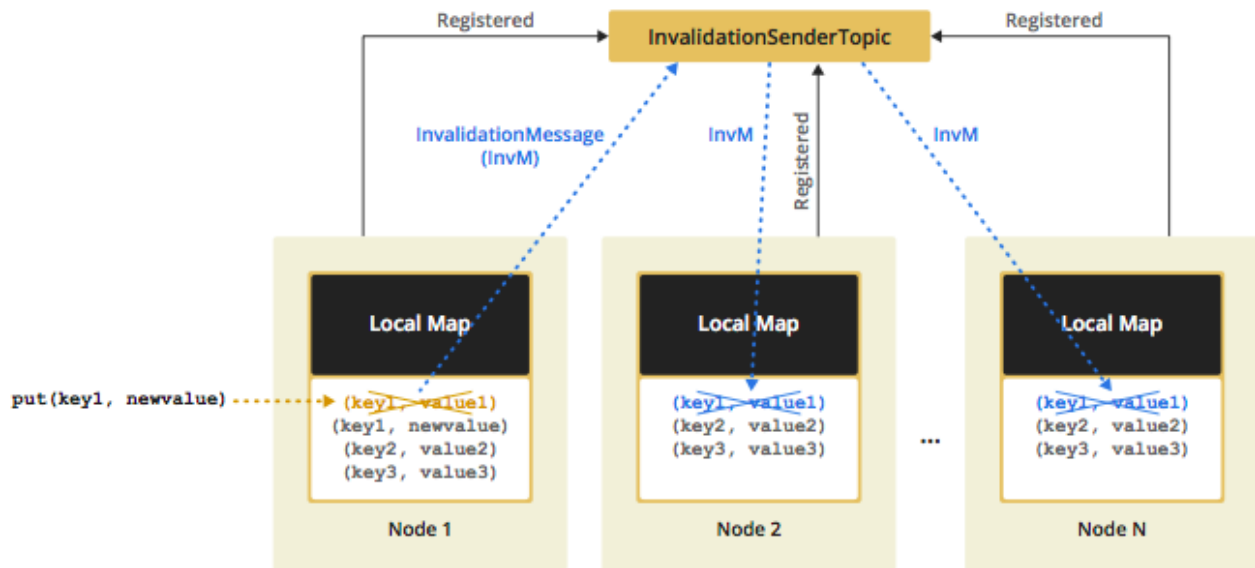 Registered
InvalidationSenderTopic
Registered
InvalidationMessage
(InvM)
InvM
Registered
InvM
Local Map
Local Map
Local Map
put(key1, newvalue)
(key1, value1)
(key1, newvalue)
(key2, value2)
(key3, value3)
(key1, value1)
(key2, value2)
(key3, value3)
...
(key1, value1)
(key2, value2)
(key3, value3)
Node 1
Node 2
Node N